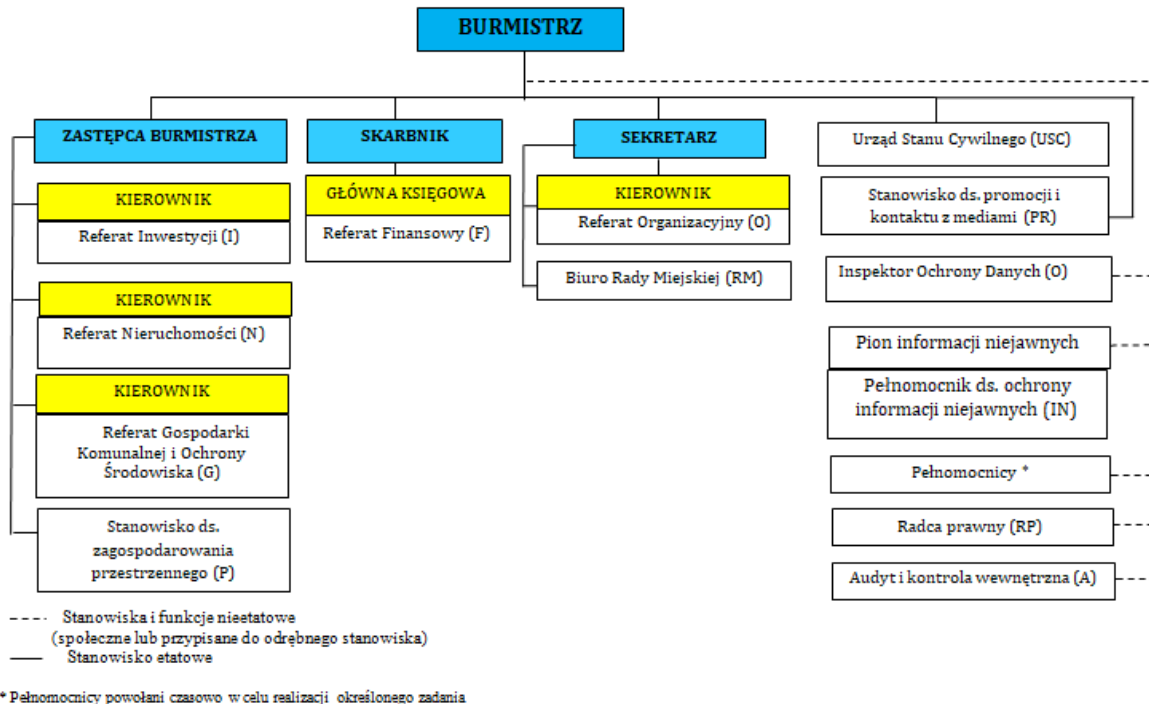 BURMISTRZ
ZASTĘPCA BURMISTRZA
KIEROWNIK
Referat Inwestycji (I)
KIEROWNIK
Referat Nieruchomości (N)
KIEROWNIK
Referat Gospodarki
Komunalnej i Ochrony
Środowiska (G)
Stanowisko ds.
zagospodarowania
przestrzennego (P)
SKARBNIK
GŁÓWNA KSIĘGOWA
Referat Finansowy (F)
SEKRETARZ
KIEROWNIK
Referat Organizacyjny (O)
Biuro Rady Miejskiej (RM)
Urząd Stanu Cywilnego (USC)
Stanowisko ds. promocji i
kontaktu z mediami (PR)
Inspektor Ochrony Danych (O)
Pion informacji niejawnych
Pełnomocnik ds. ochrony
informacji niejawnych (IN)
Pełnomocnicy *
Radca prawny (RP)
Audyt i kontrola wewnętrzna (A)
---- Stanowiska i funkcje nieetatowe
(społeczne lub przypisane do odrębnego stanowiska)
—— Stanowisko etatowe
* Pełnomocnicy powołani czasowo w celu realizacji określonego zadania